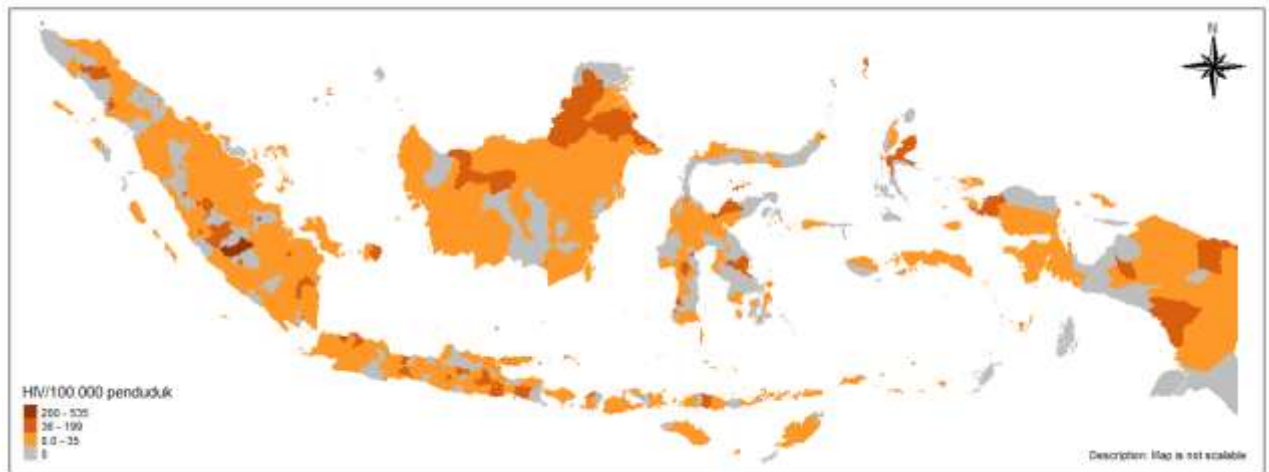 N
HIV/100 000 penduduk
200 - 535
36 - 199
0.0 - 35
0
Description: Map is not scalable